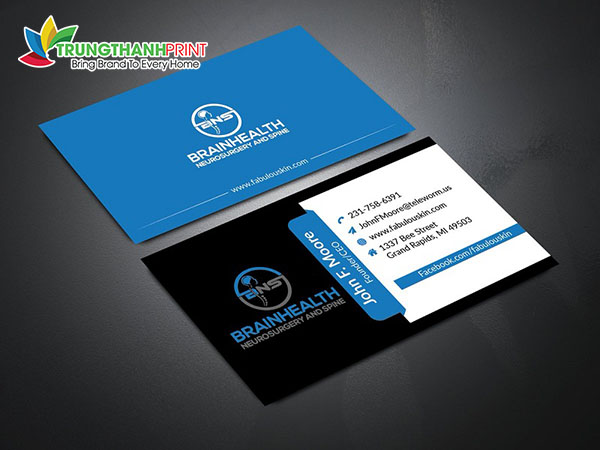 TRUNGTHANHPRINT
Bring Brand To Every Home
BNS
BRAINHEALTH
NEUROSURGERY AND SPINE
www.fabulouskin.com
231-758-6391
JohnFMoore@teleworm.us
www.fabulouskin.com
1337 Bee Street
Grand Rapids, MI 49503
Facebook.com/fabulouskin
John F. Moore
Founder/CEO
BNS
BRAINHEALTH
NEUROSURGERY AND SPINE